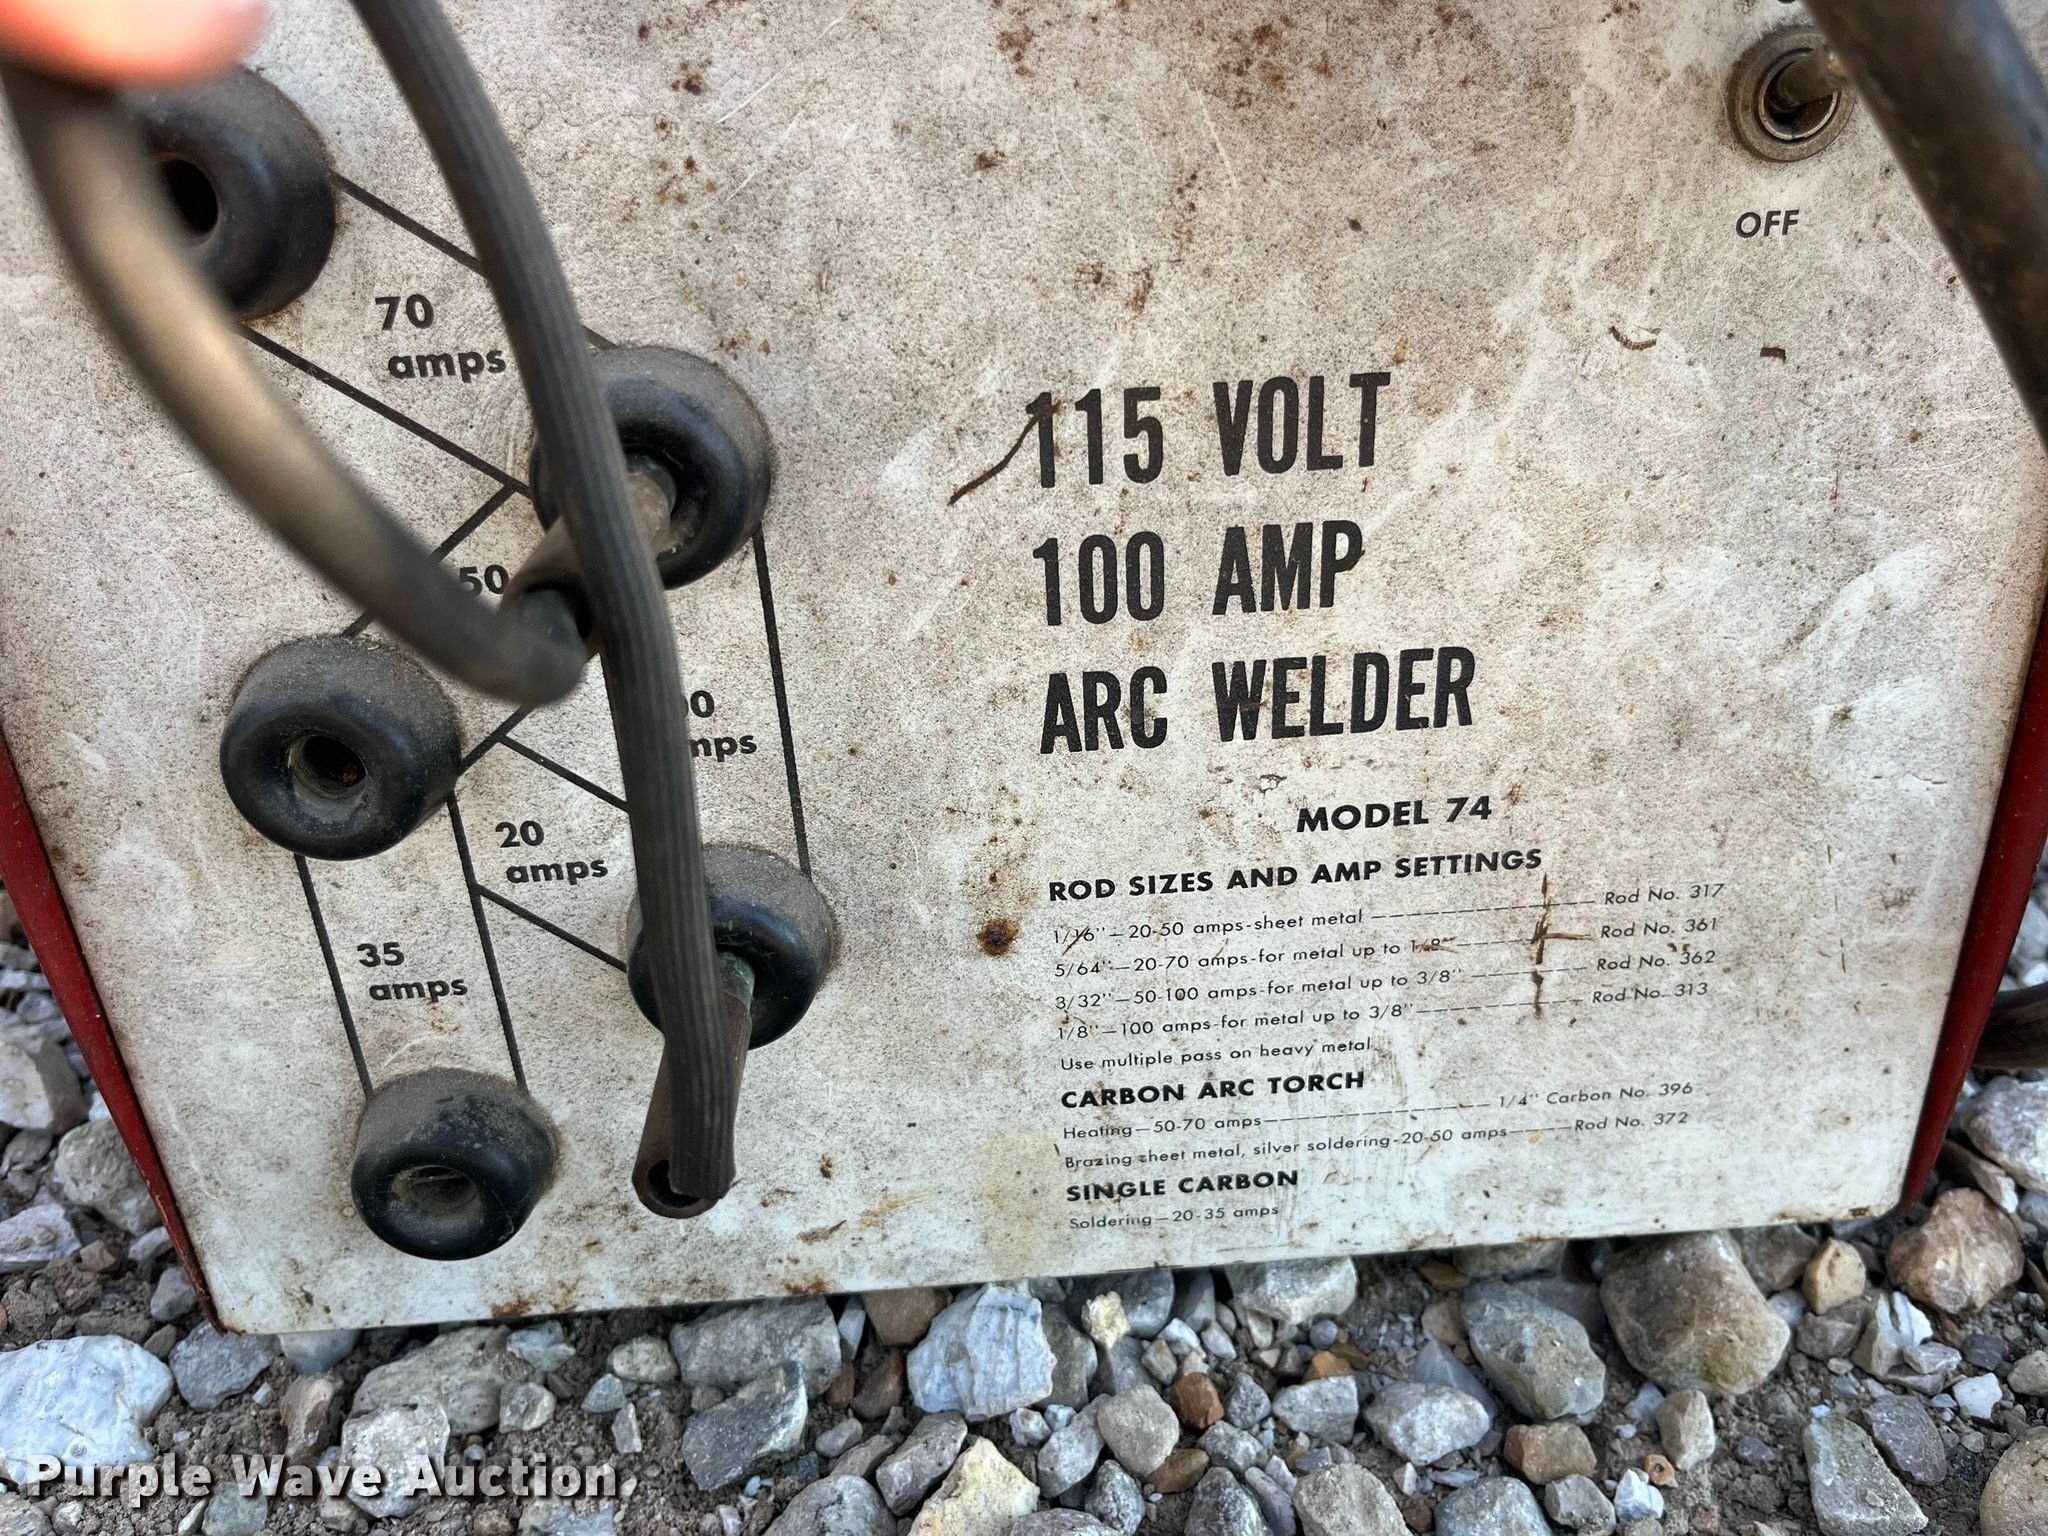 OFF
70
amps
50
00
mps
20
amps
35
amps
115 VOLT
100 AMP
ARC WELDER
MODEL 74
ROD SIZES AND AMP SETTINGS
1/16"—20-50 amps-sheet metal —————————— Rod No. 317
5/64"—20-70 amps-for metal up to 1/8" —————— Rod No. 361
3/32"—50-100 amps-for metal up to 3/8" ————— Rod No. 362
1/8"—100 amps-for metal up to 3/8"——————— Rod No. 313
Use multiple pass on heavy metal
CARBON ARC TORCH
Heating—50-70 amps—————————— 1/4" Carbon No. 396
Brazing sheet metal, silver soldering-20-50 amps————Rod No. 372
SINGLE CARBON
Soldering—20-35 amps
Purple Wave Auction